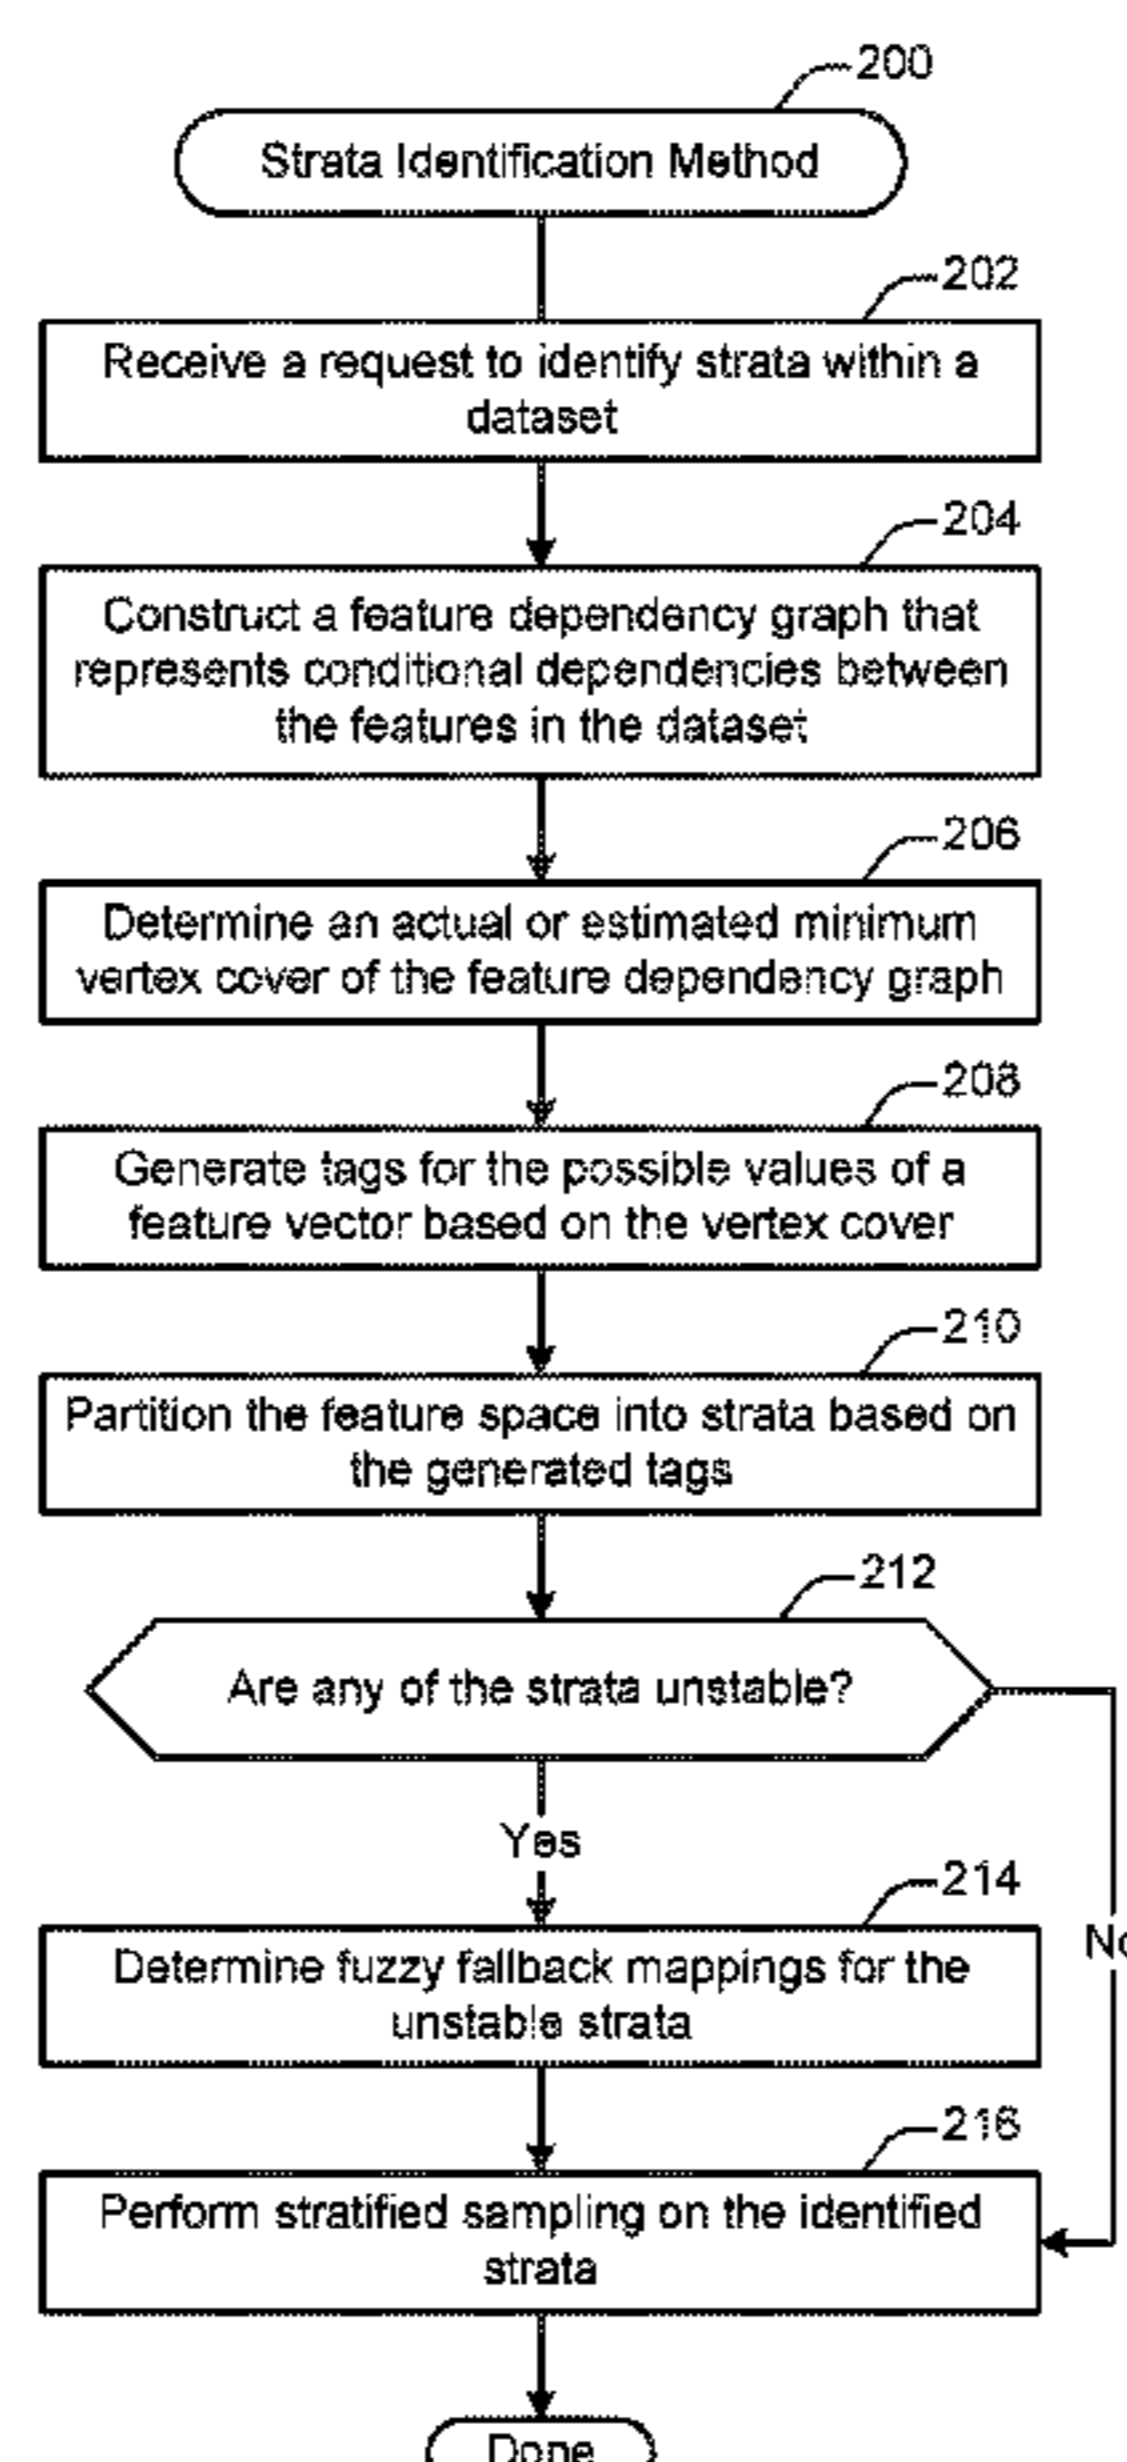 200
Strata Identification Method
202
Receive a request to identify strata within a
dataset
204
Construct a feature dependency graph that
represents conditional dependencies between
the features in the dataset
206
Determine an actual or estimated minimum
vertex cover of the feature dependency graph
208
Generate tags for the possible values of a
feature vector based on the vertex cover
210
Partition the feature space into strata based on
the generated tags
212
Are any of the strata unstable?
Yes
214
No
Determine fuzzy fallback mappings for the
unstable strata
216
Perform stratified sampling on the identified
strata
Done